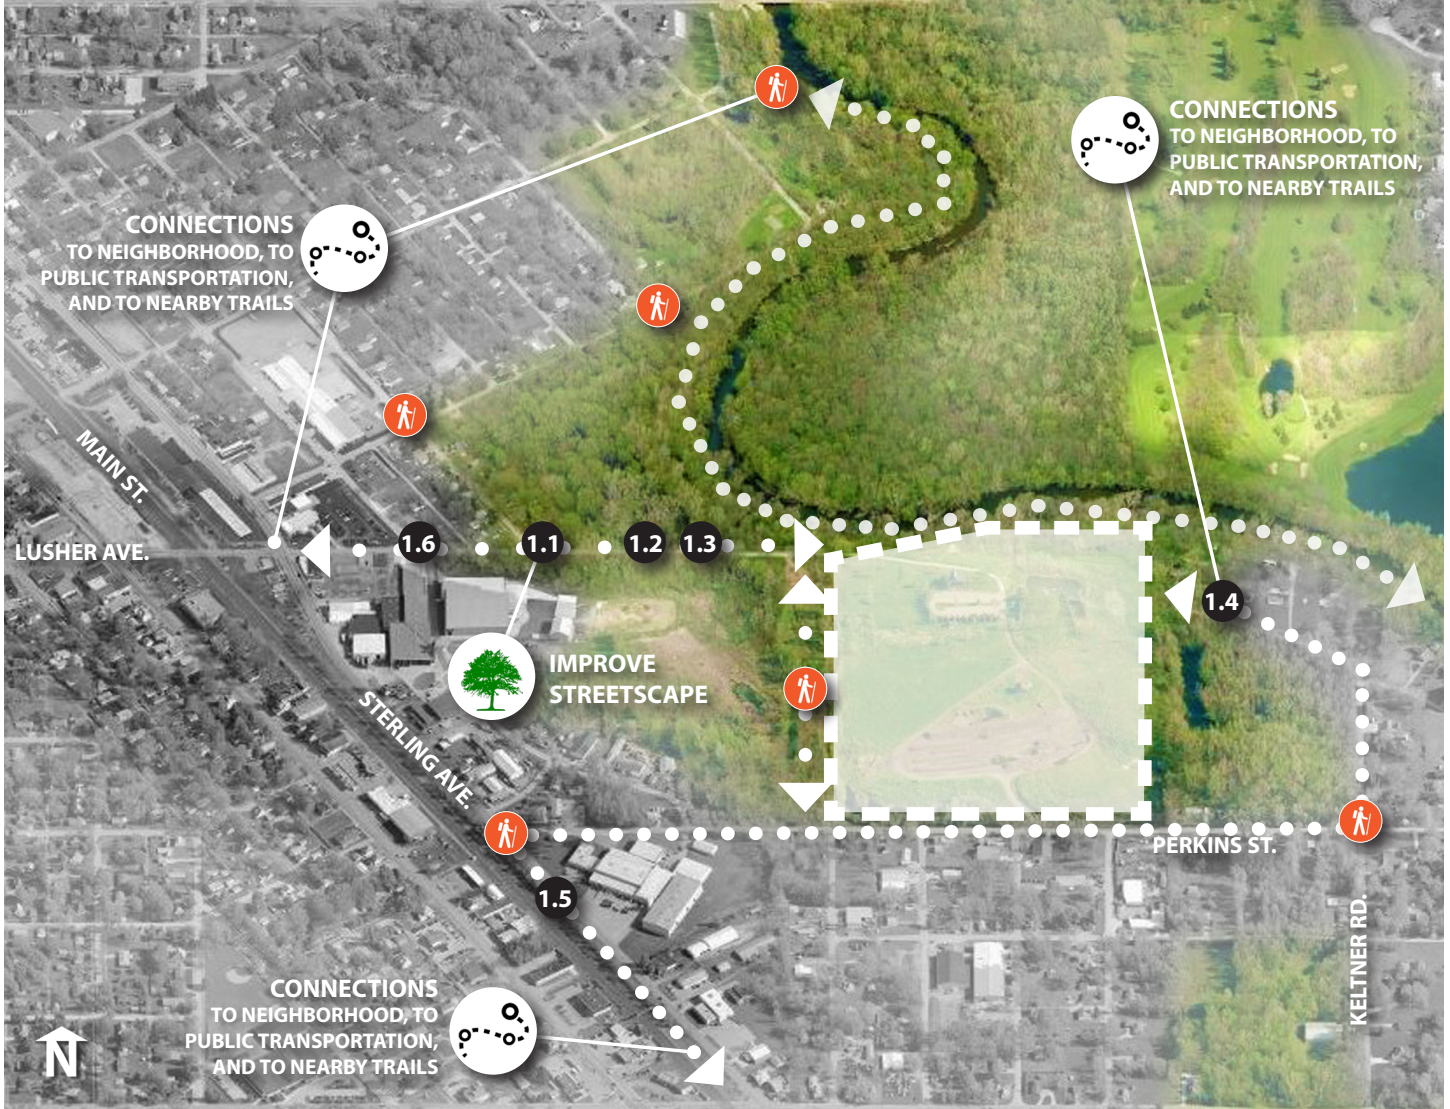 CONNECTIONS
TO NEIGHBORHOOD, TO
PUBLIC TRANSPORTATION,
AND TO NEARBY TRAILS
CONNECTIONS
TO NEIGHBORHOOD, TO
PUBLIC TRANSPORTATION,
AND TO NEARBY TRAILS
MAIN ST.
LUSHER AVE.
1.6
1.1
1.2
1.3
1.4
IMPROVE
STREETSCAPE
STERLING AVE.
PERKINS ST.
1.5
KELTNER RD.
CONNECTIONS
TO NEIGHBORHOOD, TO
PUBLIC TRANSPORTATION,
AND TO NEARBY TRAILS
N